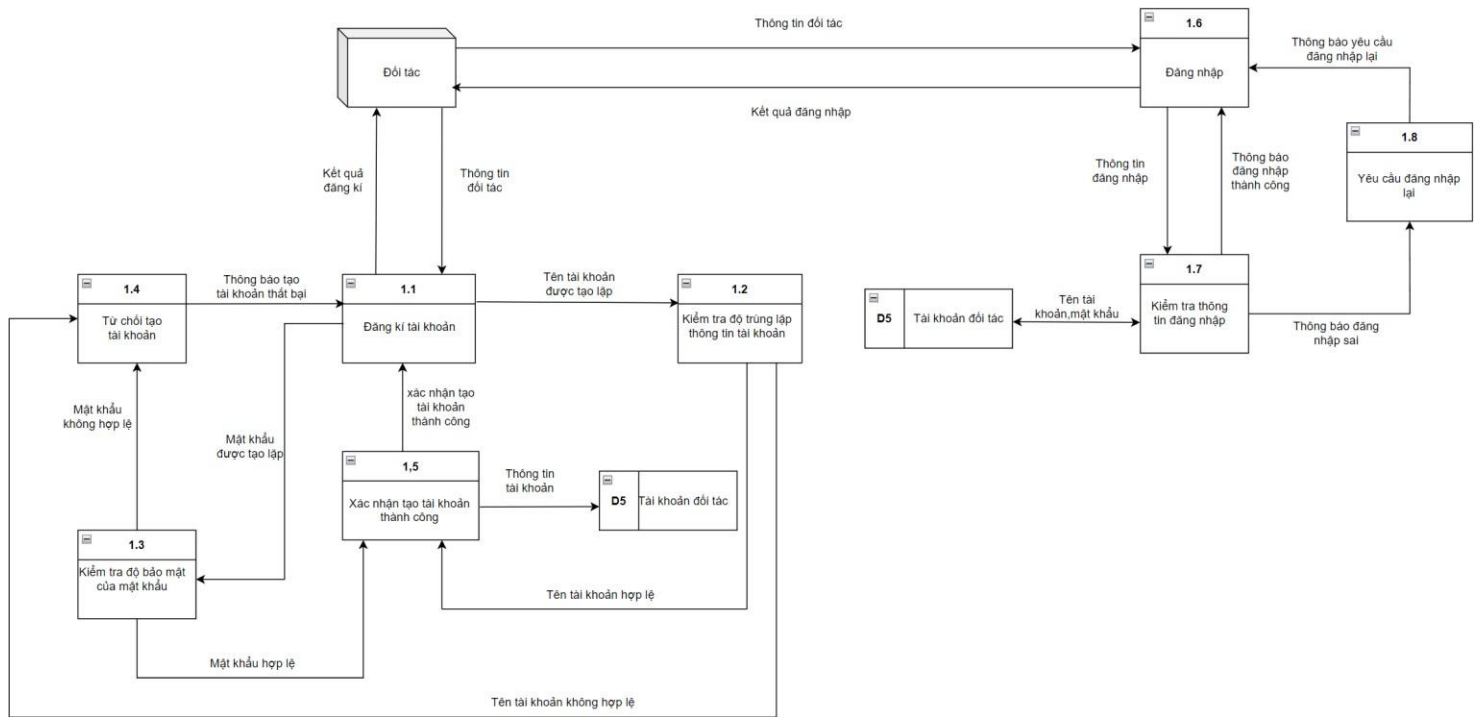 Thông tin đối tác
1.6
Đối tác
Đăng nhập
Thông báo yêu cầu
đăng nhập lại
Kết quả đăng nhập
1.8
Yêu cầu đăng nhập
lại
Kết quả
đăng kí
Thông tin
đối tác
Thông tin
đăng nhập
Thông báo
đăng nhập
thành công
1.4
Từ chối tạo
tài khoản
Thông báo tạo
tài khoản thất bại
1.1
Đăng kí tài khoản
Tên tài khoản
được tạo lập
1.2
Kiểm tra độ trùng lặp
thông tin tài khoản
D5
Tài khoản đối tác
Tên tài
khoản,mật khẩu
1.7
Kiểm tra thông
tin đăng nhập
Thông báo đăng
nhập sai
Mật khẩu
không hợp lệ
Mật khẩu
được tạo lập
xác nhận tạo
tài khoản
thành công
1,5
Xác nhận tạo tài khoản
thành công
Thông tin
tài khoản
D5
Tài khoản đối tác
1.3
Kiểm tra độ bảo mật
của mật khẩu
Tên tài khoản hợp lệ
Mật khẩu hợp lệ
Tên tài khoản không hợp lệ